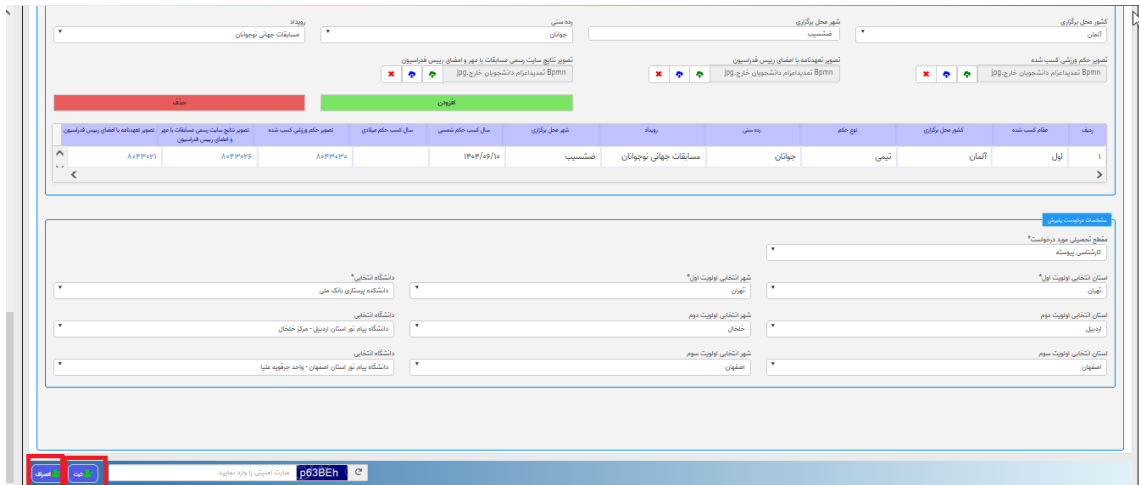 کشور محل برگزاری
شهر محل برگزاری
رده سنی
رویداد
آلمان
ضشسیب
جوانان
مسابقات جهانی نوجوانان
تصویر حکم ورزشی کسب شده
تصویر تعهدنامه با امضای رییس فدراسیون
تصویر نتایج سایت رسمی مسابقات با مهر و امضای رییس فدراسیون
Bpmn تمدیداعزام دانشجویان خارج.jpg
Bpmn تمدیداعزام دانشجویان خارج.jpg
Bpmn تمدیداعزام دانشجویان خارج.jpg
افزودن
حذف
ردیف
مقام کسب شده
کشور محل برگزاری
نوع حکم
رده سنی
رویداد
شهر محل برگزاری
سال کسب حکم شمسی
سال کسب حکم میلادی
تصویر حکم ورزشی کسب شده
تصویر نتایج سایت رسمی مسابقات با مهر
و امضای رییس فدراسیون
تصویر تعهدنامه با امضای رییس فدراسیون
۱
اول
آلمان
تیمی
جوانان
مسابقات جهانی نوجوانان
ضشسیب
۱۴۰۴/۰۶/۱۰
۸۰۴۳۰۳۰
۸۰۴۳۰۲۶
۸۰۴۳۰۲۱
مشخصات درخواست پذیرش
مقطع تحصیلی مورد درخواست*
کارشناسی پیوسته
استان انتخابی اولویت اول*
شهر انتخابی اولویت اول*
دانشگاه انتخابی*
تهران
تهران
دانشکده پرستاری بانک ملی
استان انتخابی اولویت دوم
شهر انتخابی اولویت دوم
دانشگاه انتخابی
اردبیل
خلخال
دانشگاه پیام نور استان اردبیل - مرکز خلخال
استان انتخابی اولویت سوم
شهر انتخابی اولویت سوم
دانشگاه انتخابی
اصفهان
اصفهان
دانشگاه پیام نور استان اصفهان - واحد جرقویه علیا
p63BEh
عبارت امنیتی را وارد نمایید
ثبت
انصراف